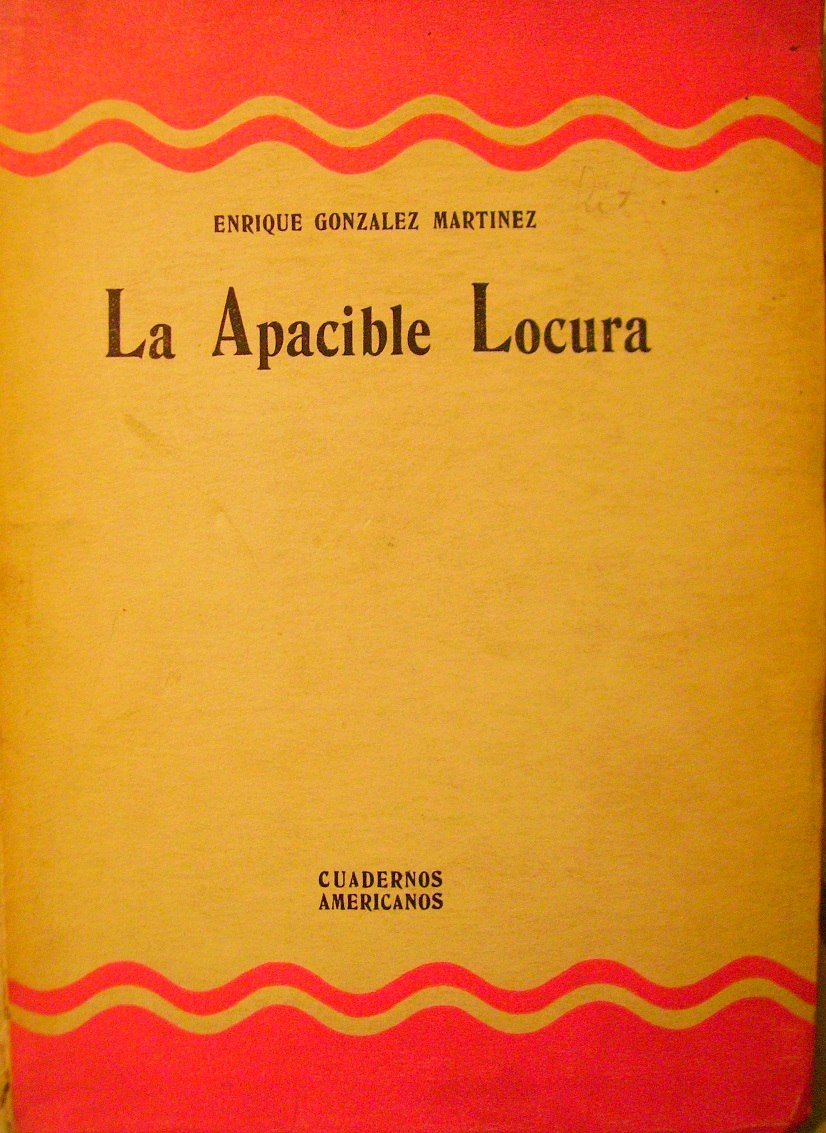 ENRIQUE GONZALEZ MARTINEZ
La Apacible Locura
CUADERNOS
AMERICANOS